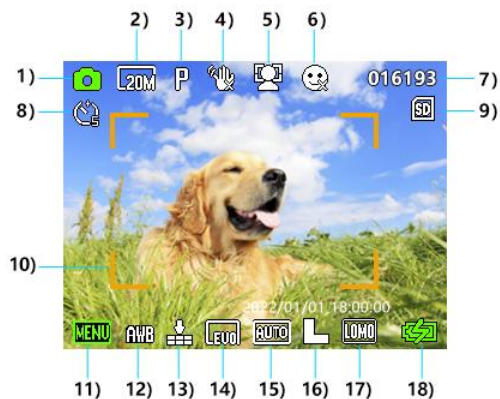 2) 3) 4) 5) 6)
1) 20M P 016193 7)
8) 5 SD 9)
10)
2022/01/01 18:00:00
MENU AWB EV0 AUTO L LOMO
11) 12) 13) 14) 15) 16) 17) 18)